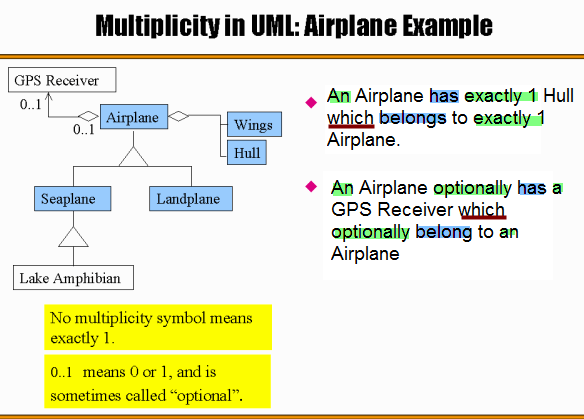 Multiplicity in UML: Airplane Example
GPS Receiver
0..1
0..1
Airplane
Wings
Hull
Seaplane
Landplane
Lake Amphibian
No multiplicity symbol means
exactly 1.
0..1 means 0 or 1, and is
sometimes called “optional”.
An Airplane has exactly 1 Hull
which belongs to exactly 1
Airplane.
An Airplane optionally has a
GPS Receiver which
optionally belong to an
Airplane